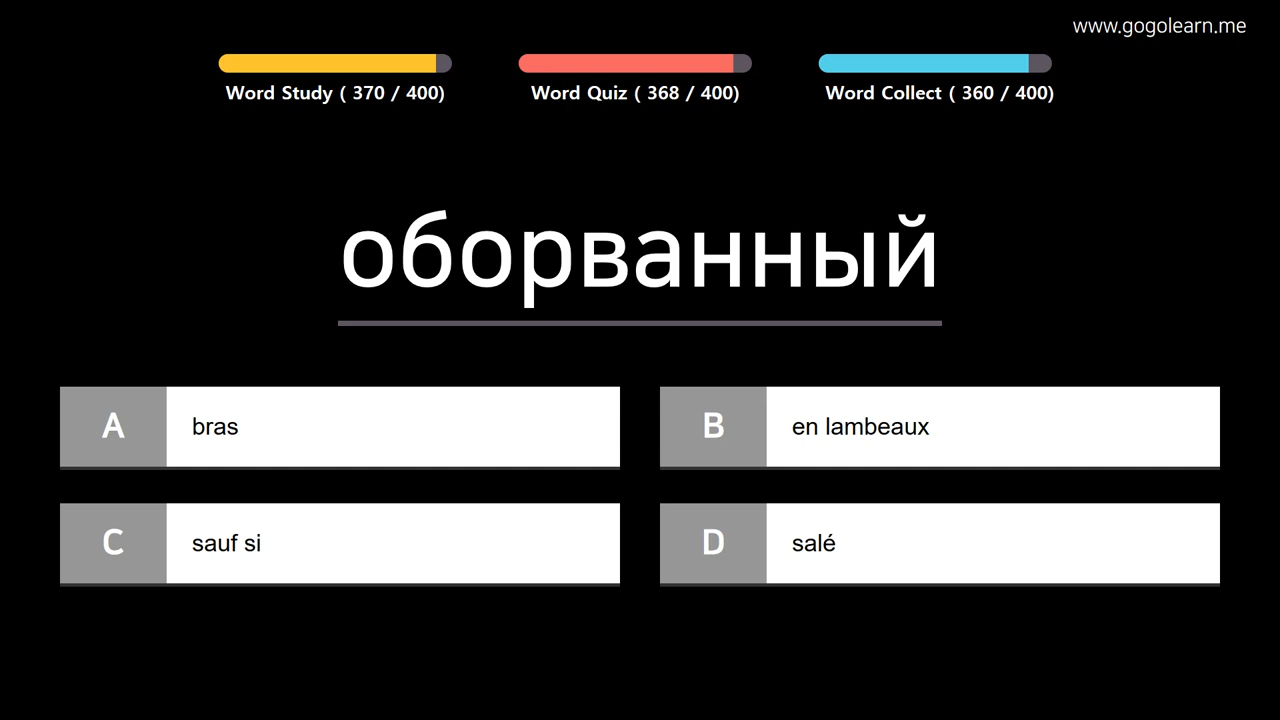 www.gogolearn.me
Word Study ( 370 / 400)
Word Quiz ( 368 / 400)
Word Collect ( 360 / 400)
оборванный
A bras
B en lambeaux
C sauf si
D salé